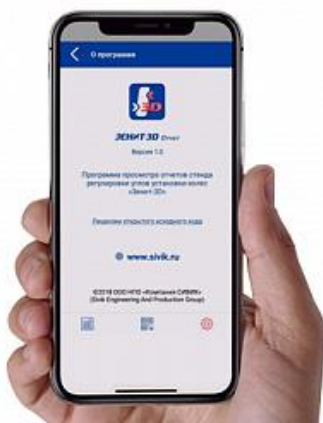 О программе
3D
ЗЕНИТ 3D Отчет
Версия 1.0
Программа просмотра отчетов стенда
регулировки углов установки колес
«Зенит-3D»
Лицензии открытого исходного кода
www.sivik.ru
©2018 ООО НПО «Компания СИВИК»
(Sivik Engineering And Production Group)